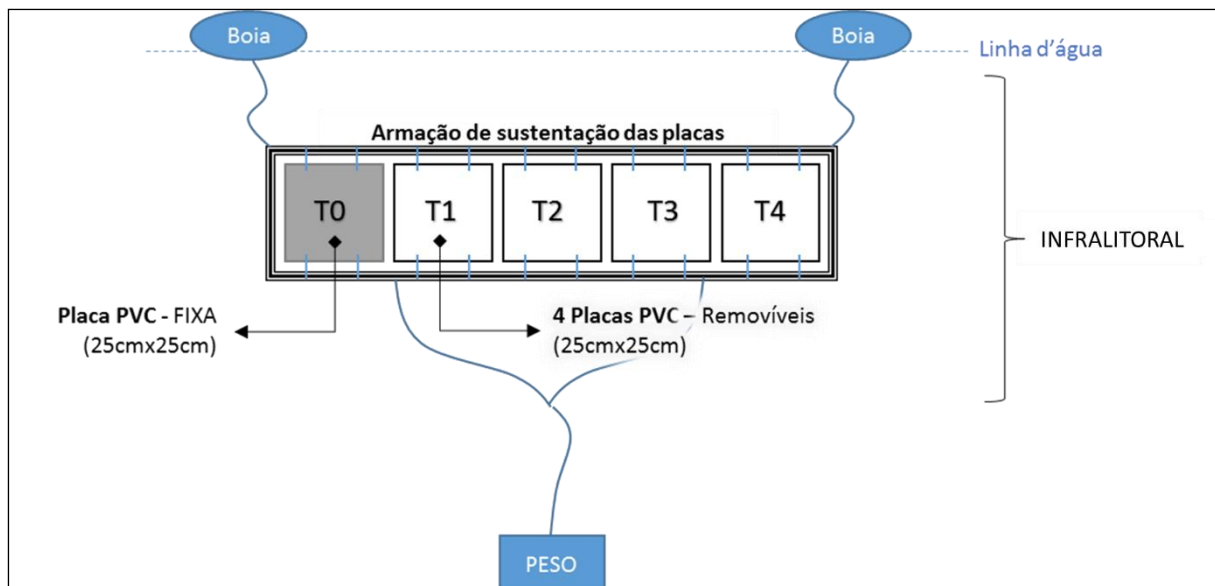 Boia
Boia
Linha d'água
Armação de sustentação das placas
T0
T1
T2
T3
T4
INFRALITORAL
Placa PVC - FIXA
(25cmx25cm)
4 Placas PVC – Removíveis
(25cmx25cm)
PESO